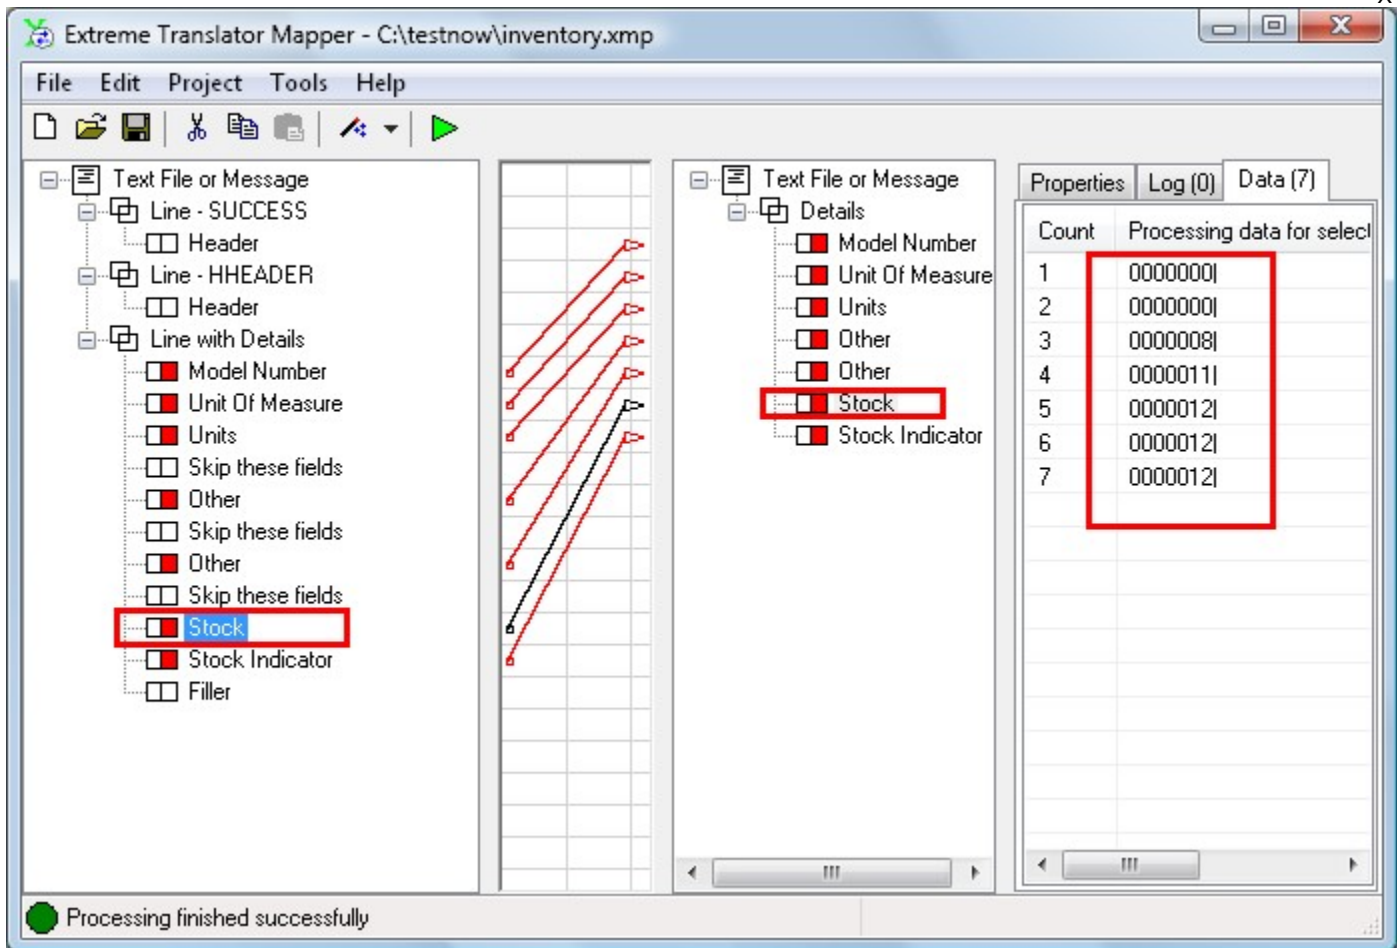 x
Extreme Translator Mapper - C:\testnow\inventory.xmp
File Edit Project Tools Help
Text File or Message
Line - SUCCESS
Header
Line - HHEADER
Header
Line with Details
Model Number
Unit Of Measure
Units
Skip these fields
Other
Skip these fields
Other
Skip these fields
Stock
Stock Indicator
Filler
Text File or Message
Details
Model Number
Unit Of Measure
Units
Other
Other
Stock
Stock Indicator
Properties Log (0) Data (7)
Count Processing data for select
1 0000000|
2 0000000|
3 0000008|
4 0000011|
5 0000012|
6 0000012|
7 0000012|
Processing finished successfully